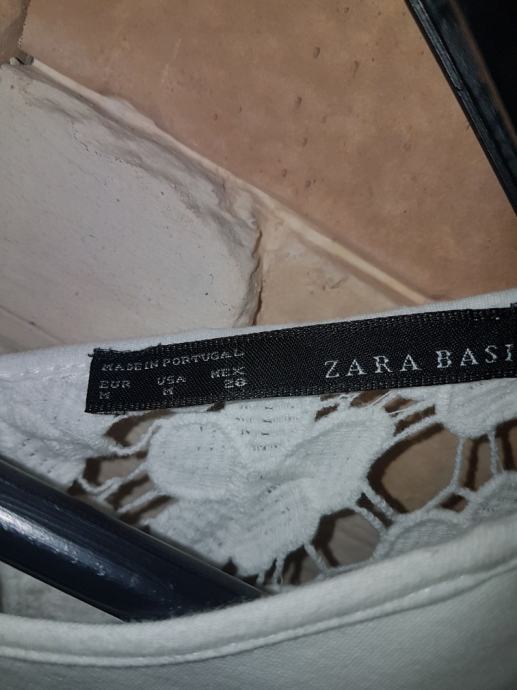 MADE IN PORTUGAL
EUR USA MEX
M M 28
ZARA BASI